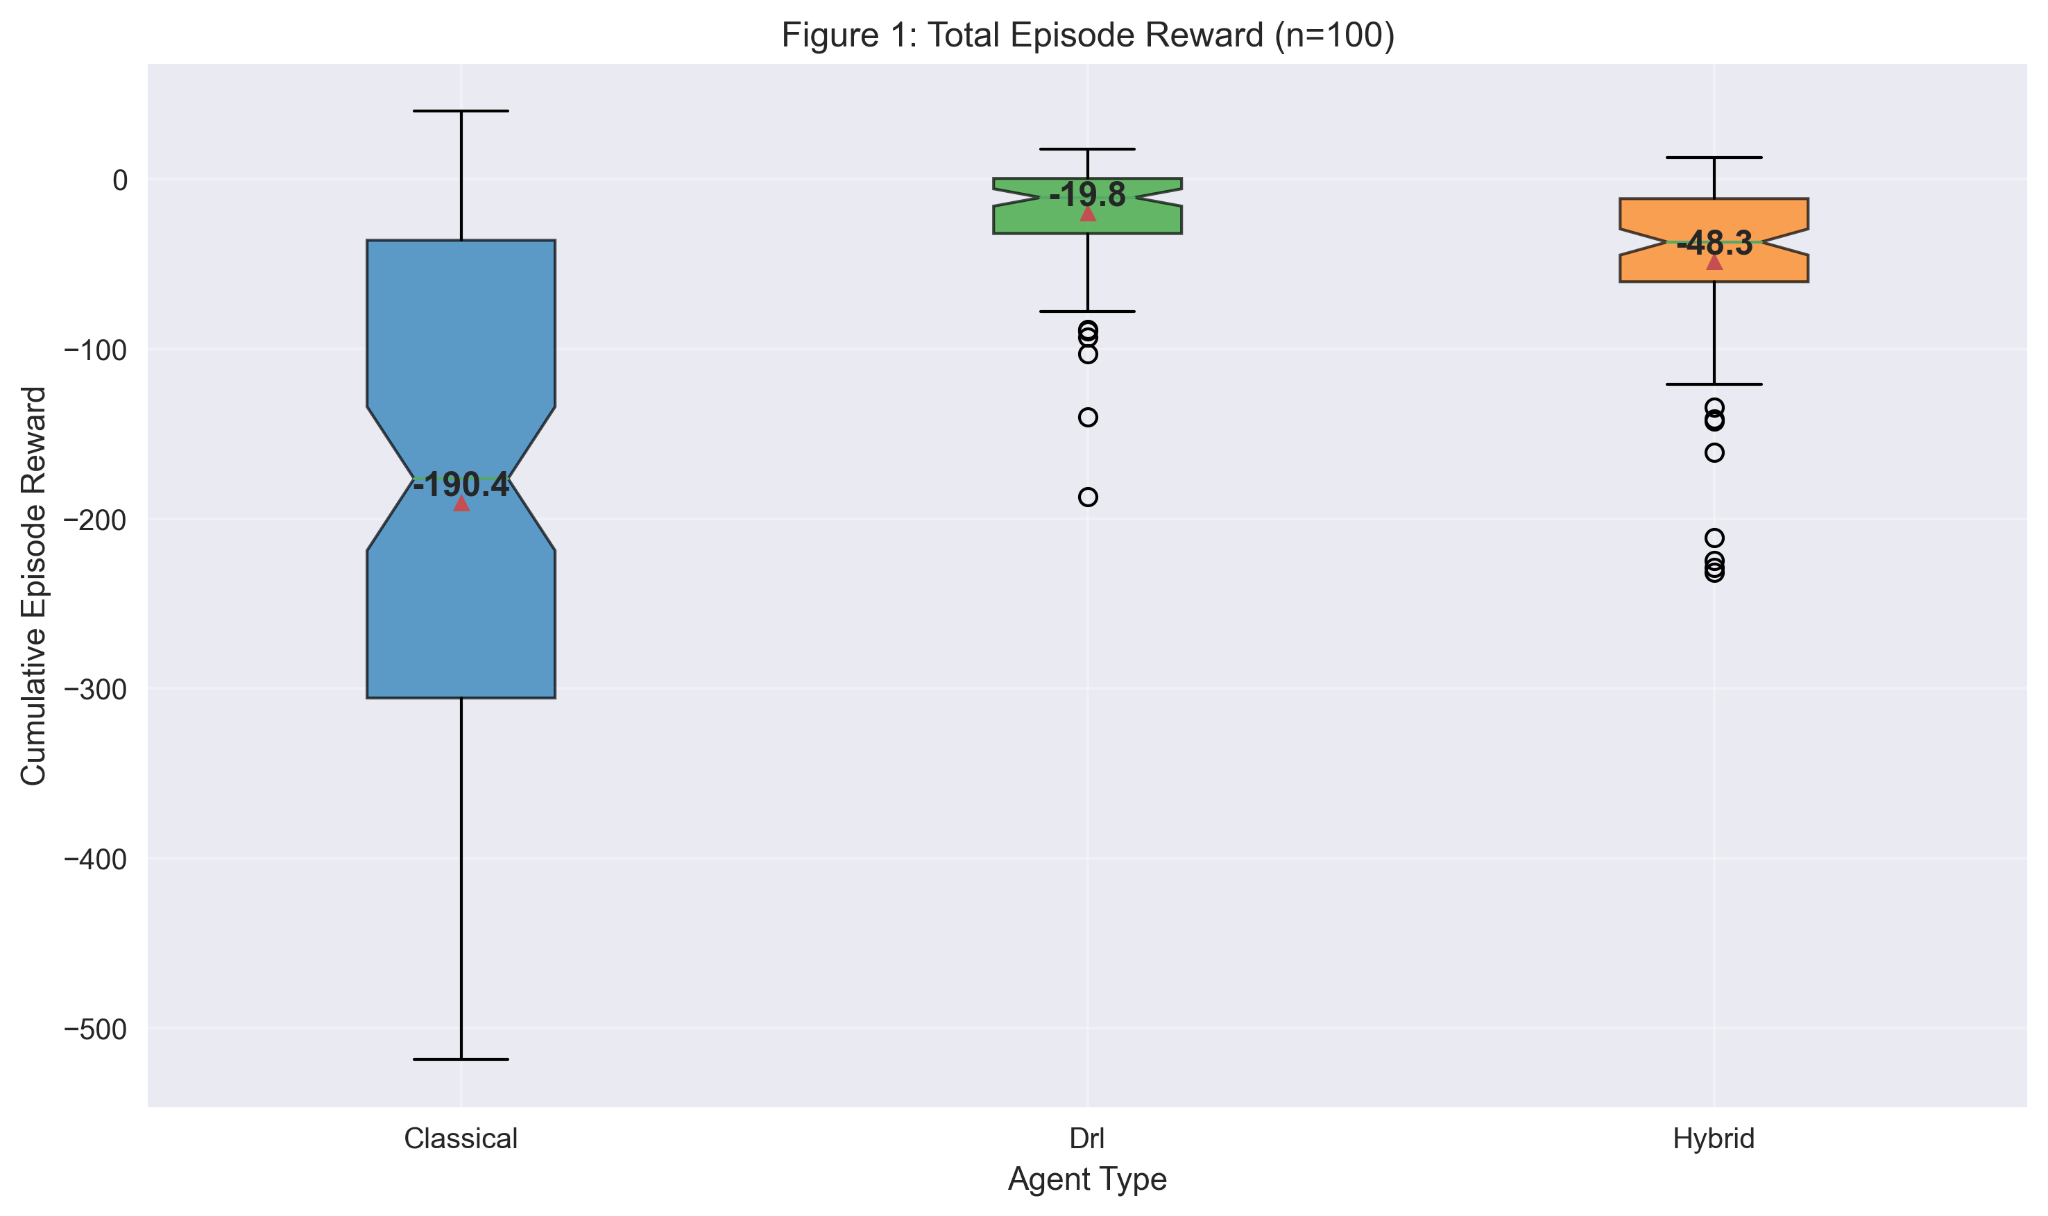 Figure 1: Total Episode Reward (n=100)
Cumulative Episode Reward
0
−100
−200
−300
−400
−500
-190.4
-19.8
-48.3
Classical
Drl
Hybrid
Agent Type